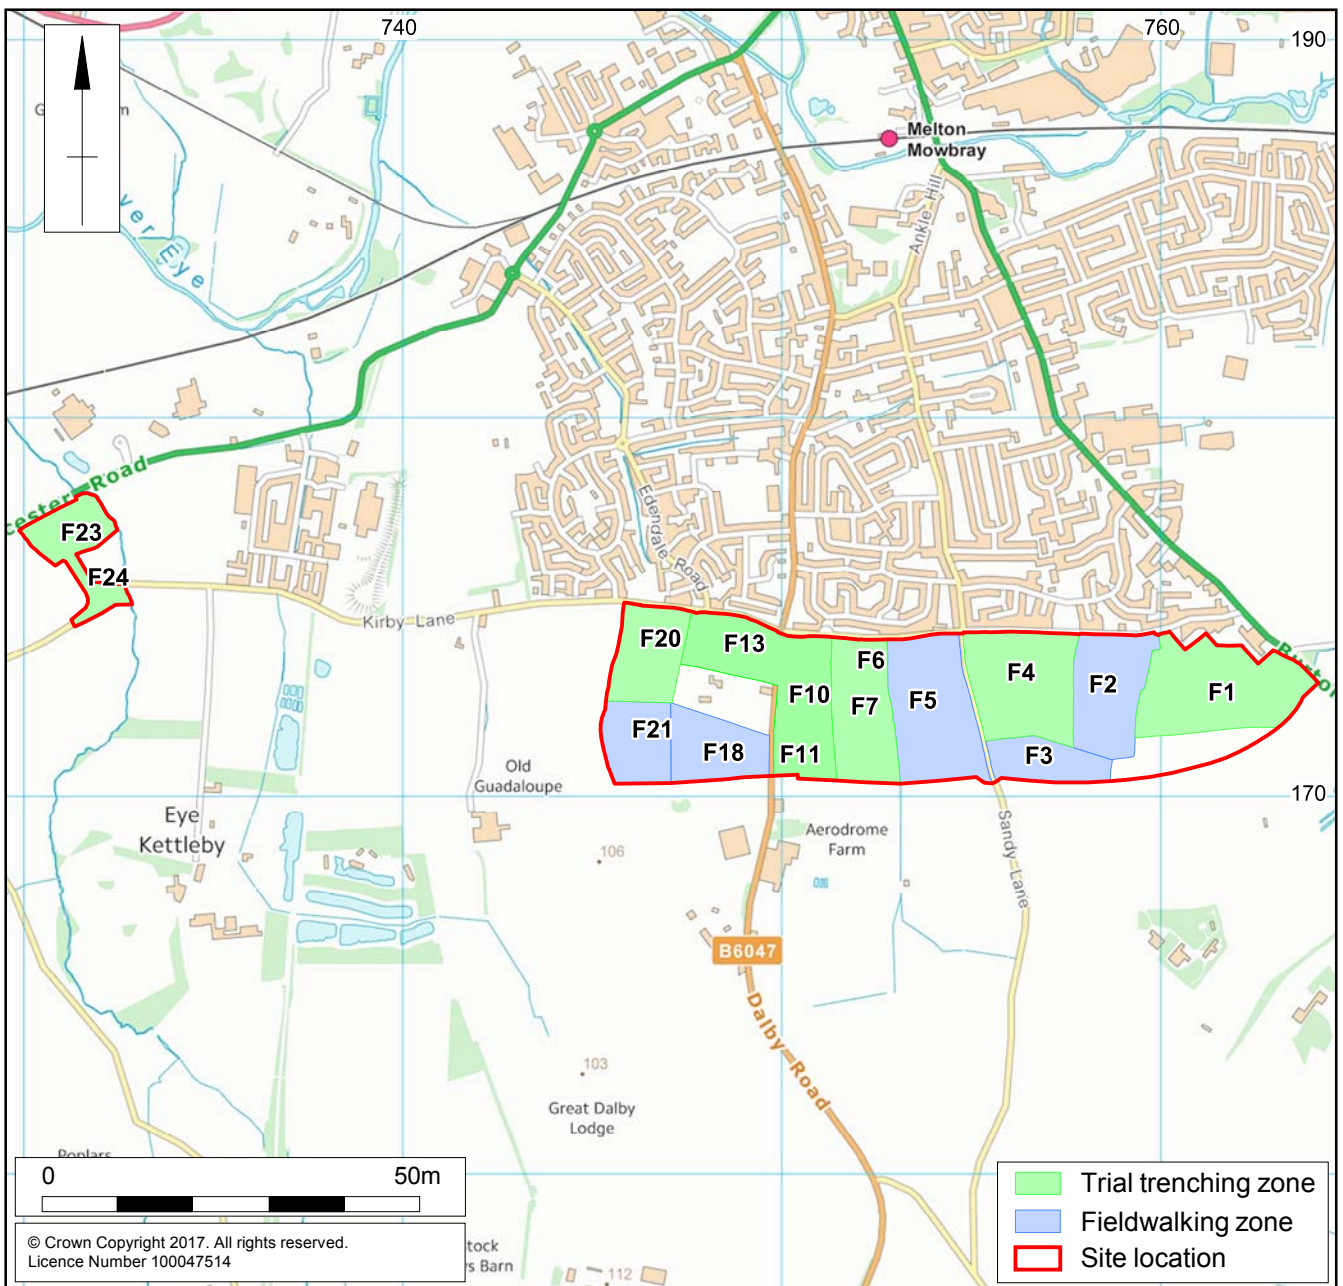 740
760
190
Melton
Mowbray
Ankle Hill
Edendale Road
Road
F23
F24
Kirby Lane
F20
F13
F6
F4
F2
F1
F10
F7
F5
F21
F18
F11
F3
170
Old
Guadaloupe
Eye
Kettleby
Aerodrome
Farm
Sandy Lane
106
B6047
Dalby Road
103
Great Dalby
Lodge
Poplars
0 50m
© Crown Copyright 2017. All rights reserved.
Licence Number 100047514
Barn
112
Trial trenching zone
Fieldwalking zone
Site location